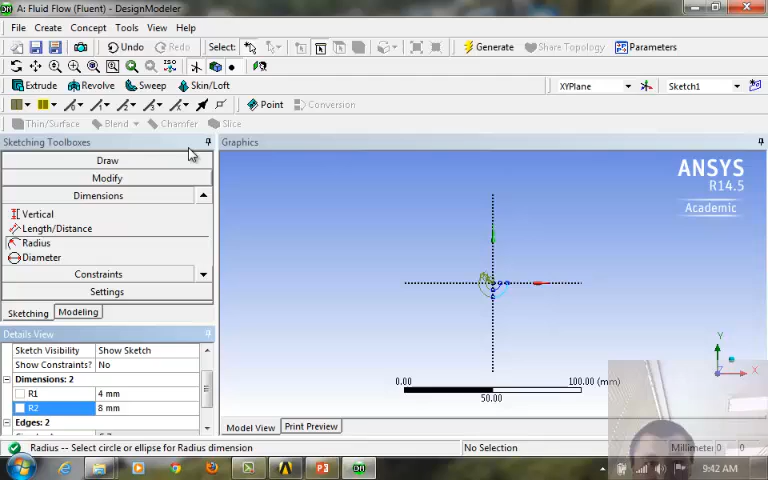 A: Fluid Flow (Fluent) - DesignModeler
File Create Concept Tools View Help
Undo Redo Select: Generate Share Topology Parameters
ISO
Extrude Revolve Sweep Skin/Loft XYPlane Sketch1
Point Conversion
Thin/Surface Blend Chamfer Slice
Sketching Toolboxes
Graphics
Draw
Modify
Dimensions
Vertical
Length/Distance
Radius
Diameter
Constraints
Settings
Sketching Modeling
ANSYS
R14.5
Academic
Details View
Sketch Visibility Show Sketch
Show Constraints? No
Dimensions: 2
R1 4 mm
R2 8 mm
Edges: 2
0.00 100.00 (mm)
50.00
Y
X
Model View Print Preview
Radius -- Select circle or ellipse for Radius dimension No Selection Millimeter 0 0
9:42 AM